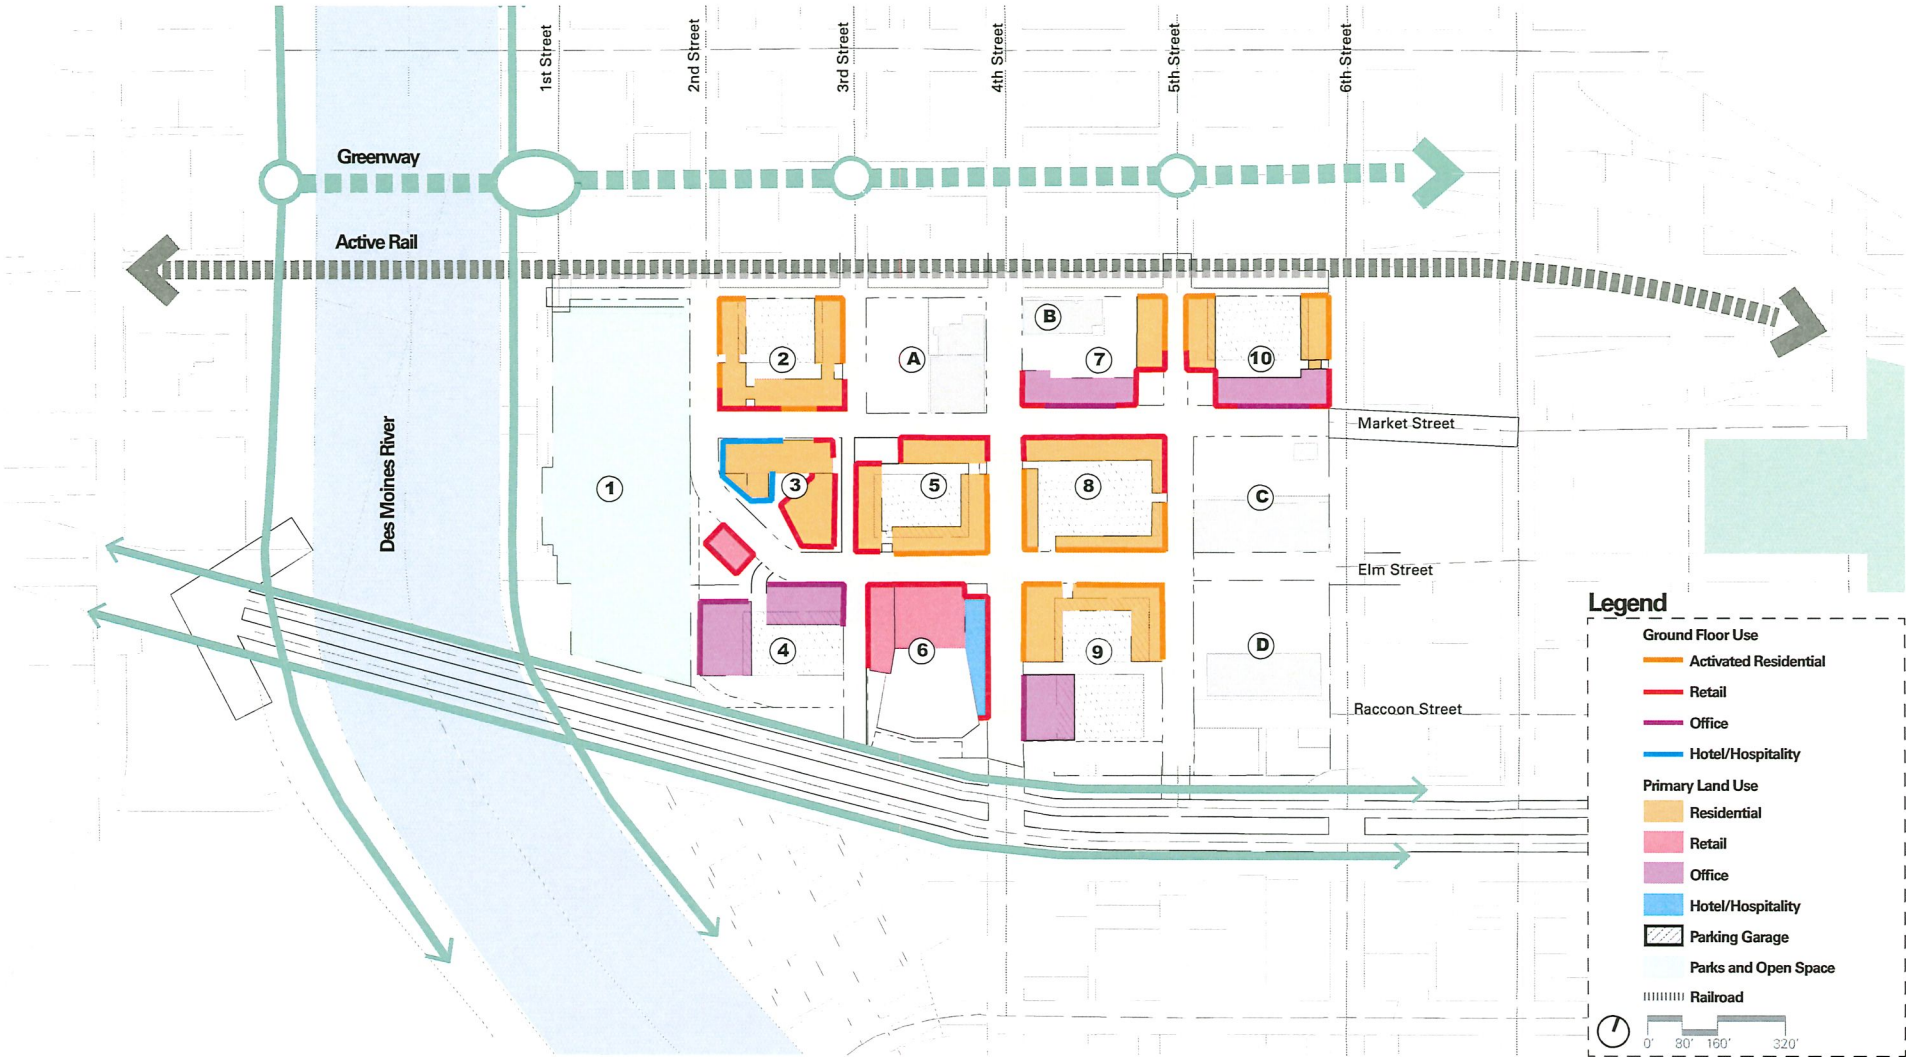 1st Street
2nd Street
3rd Street
4th Street
5th Street
6th Street
Greenway
Active Rail
Des Moines River
B
2
A
7
10
Market Street
1
3
5
8
C
Elm Street
4
6
9
D
Raccoon Street
Legend
Ground Floor Use
Activated Residential
Retail
Office
Hotel/Hospitality
Primary Land Use
Residential
Retail
Office
Hotel/Hospitality
Parking Garage
Parks and Open Space
Railroad
0' 80' 160' 320'